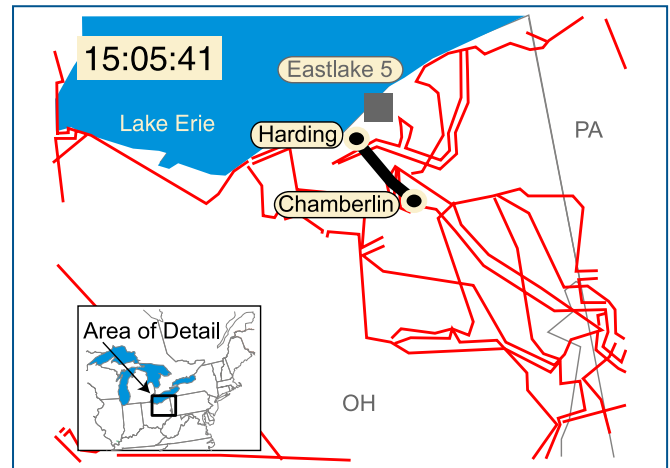 15:05:41
Eastlake 5
Lake Erie
Harding
PA
Chamberlin
Area of Detail
OH